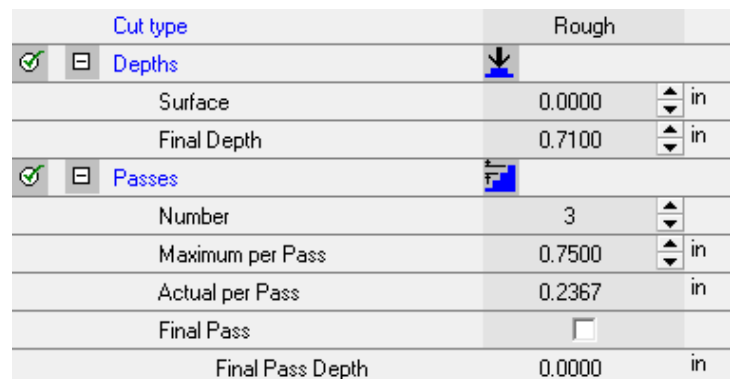 Cut type Rough
Depths
Surface 0.0000 in
Final Depth 0.7100 in
Passes
Number 3
Maximum per Pass 0.7500 in
Actual per Pass 0.2367 in
Final Pass
Final Pass Depth 0.0000 in